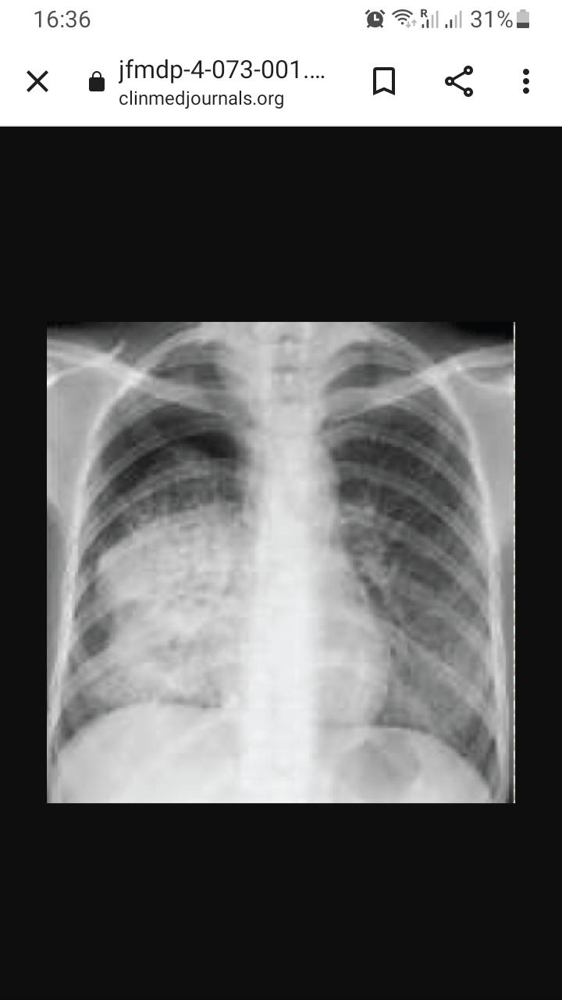 16:36
R
31%
jfmdp-4-073-001....
clinmedjournals.org